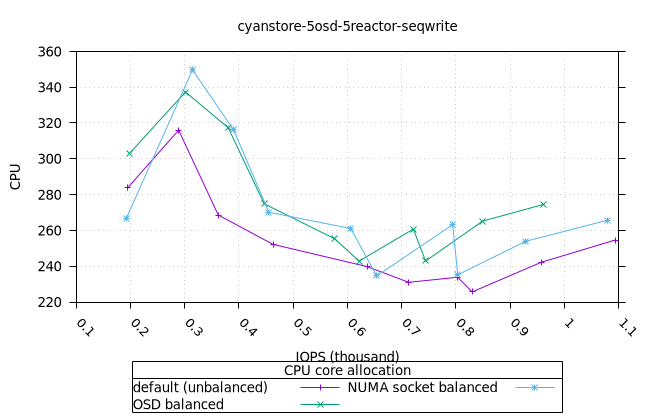 cyanstore-5osd-5reactor-seqwrite
360
340
320
300
280
260
240
220
CPU
0.1 0.2 0.3 0.4 0.5 0.6 0.7 0.8 0.9 1 1.1
IOPS (thousand)
CPU core allocation
default (unbalanced) NUMA socket balanced
OSD balanced